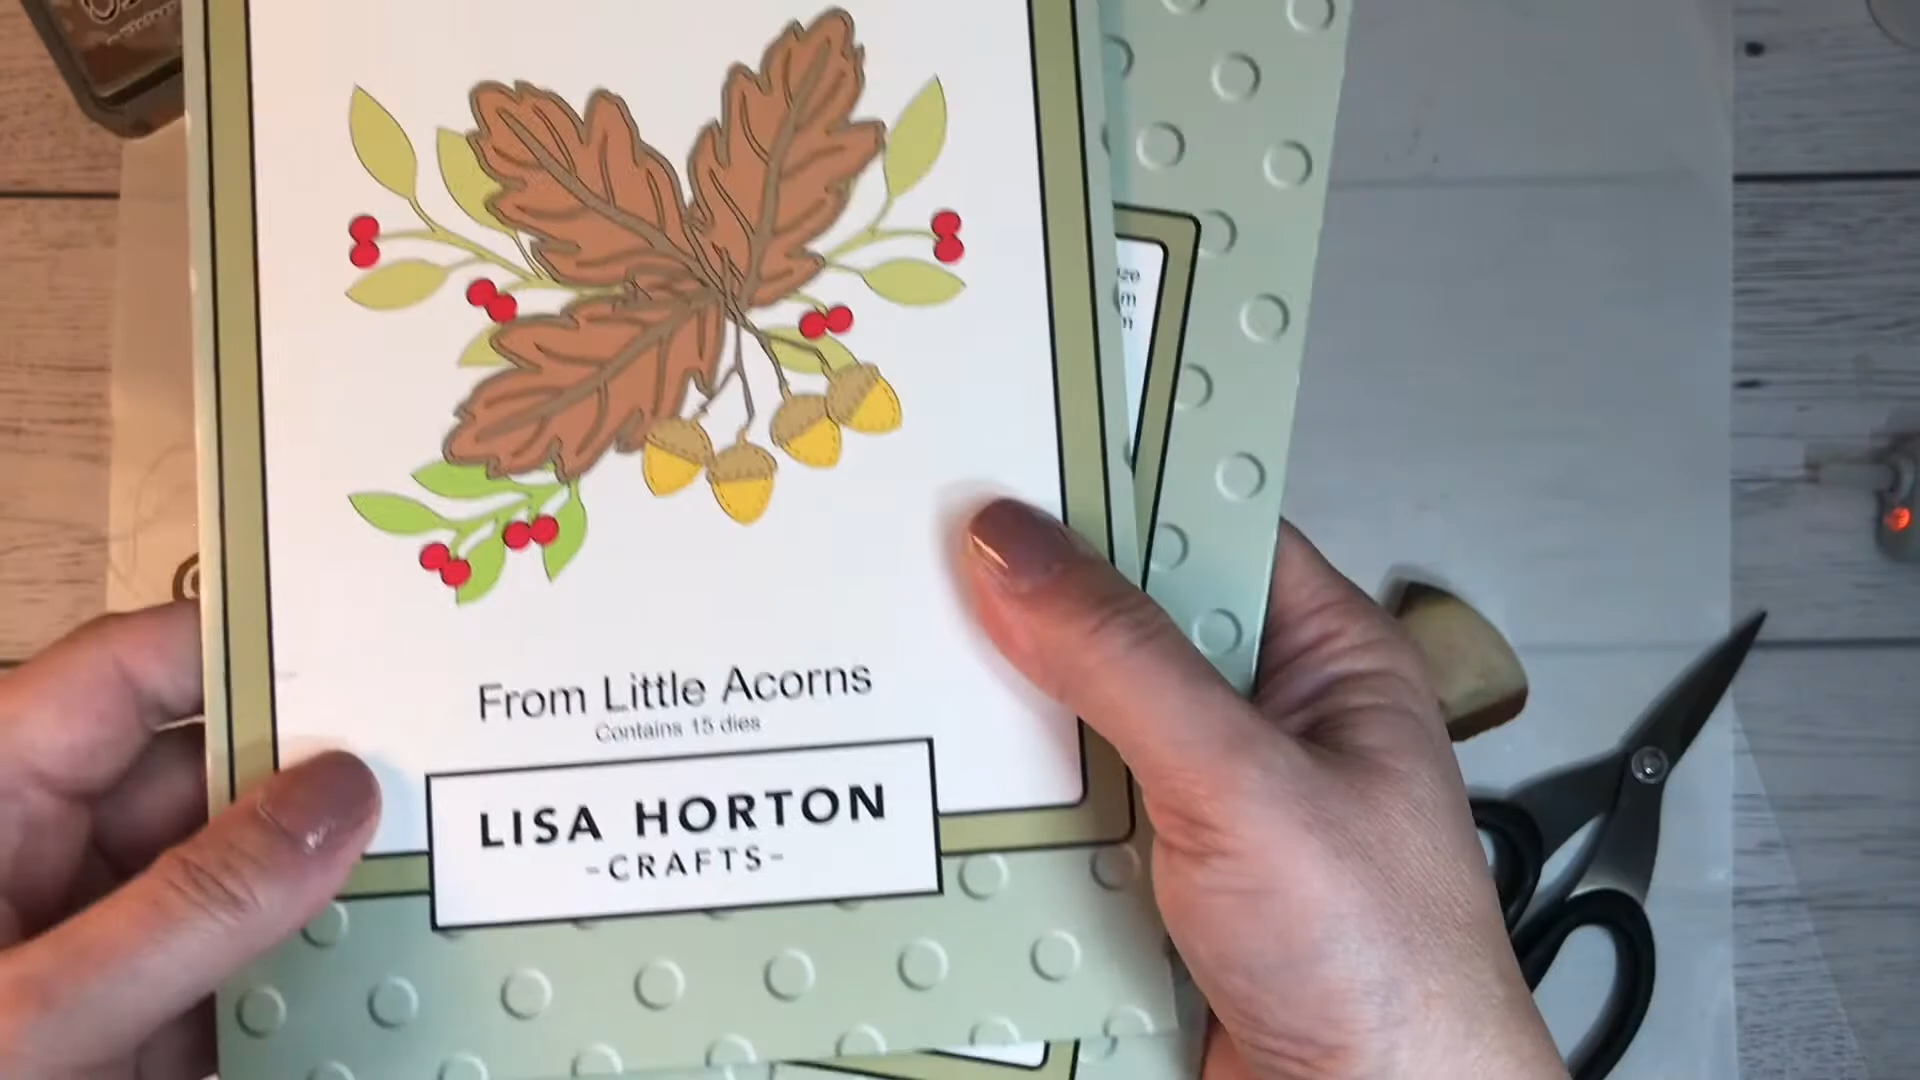 From Little Acorns
Contains 15 dies
LISA HORTON
-CRAFTS-